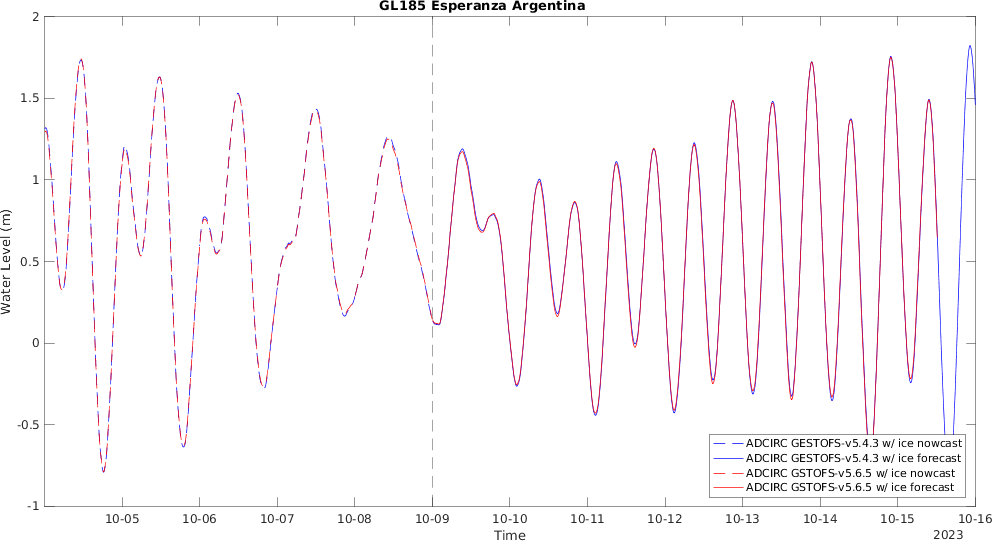 GL185 Esperanza Argentina
Water Level (m)
2
1.5
1
0.5
0
-0.5
-1
10-05
10-06
10-07
10-08
10-09
10-10
10-11
10-12
10-13
10-14
10-15
10-16
Time
2023
ADCIRC GESTOFS-v5.4.3 w/ ice nowcast
ADCIRC GESTOFS-v5.4.3 w/ ice forecast
ADCIRC GSTOFS-v5.6.5 w/ ice nowcast
ADCIRC GSTOFS-v5.6.5 w/ ice forecast